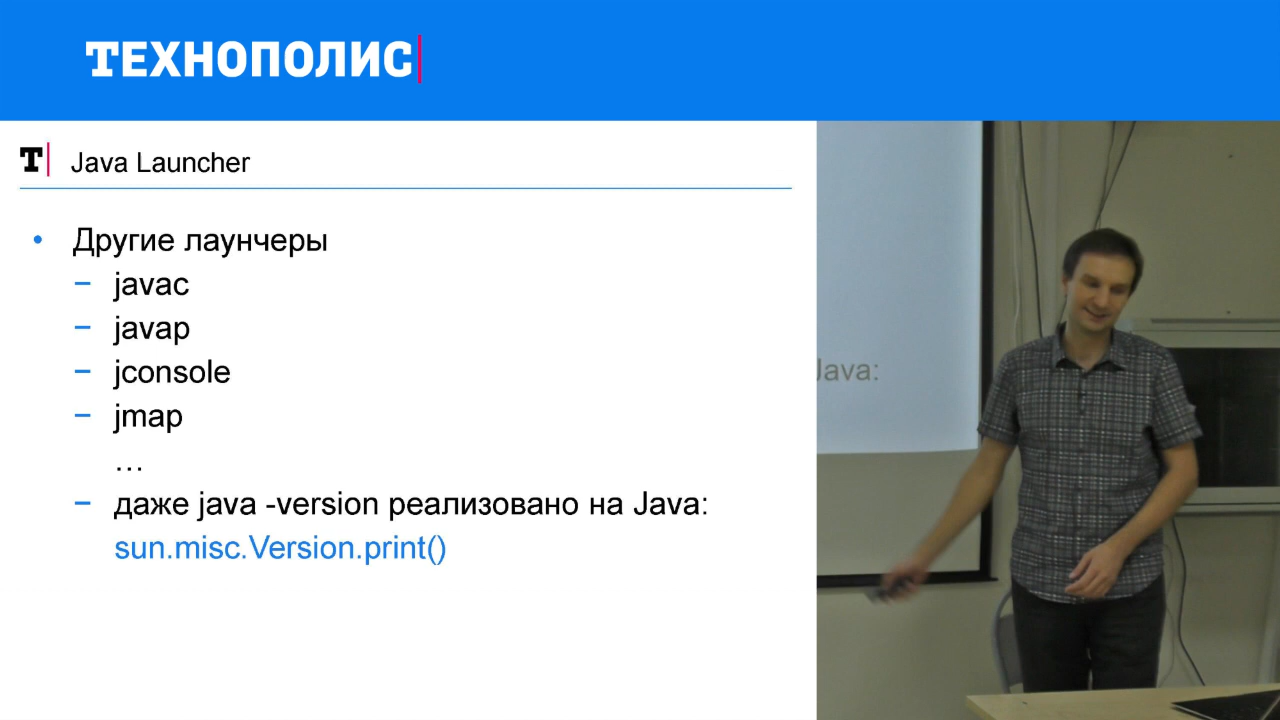 ТЕХНОПОЛИС
T Java Launcher
• Другие лаунчеры
– javac
– javap
– jconsole
– jmap
…
– даже java -version реализовано на Java:
sun.misc.Version.print()
Java: